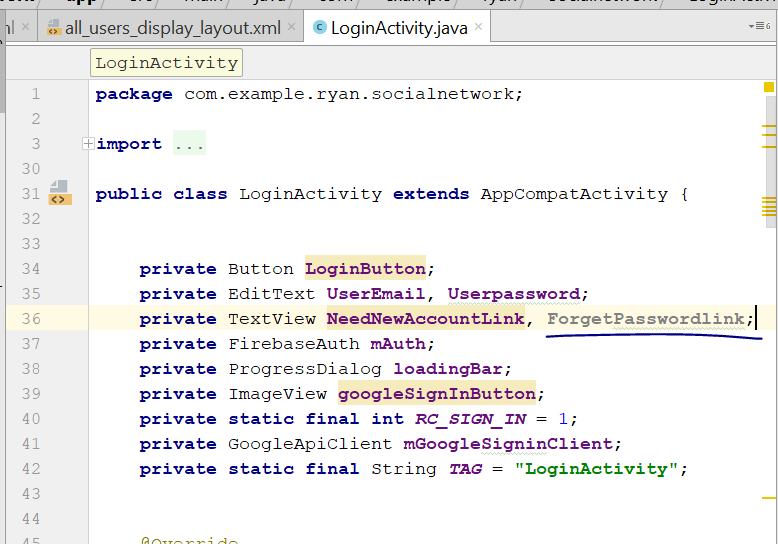 all_users_display_layout.xml LoginActivity.java
LoginActivity
1 package com.example.ryan.socialnetwork;
2
3 import ...
30
31 public class LoginActivity extends AppCompatActivity {
32
33
34 private Button LoginButton;
35 private EditText UserEmail, Userpassword;
36 private TextView NeedNewAccountLink, ForgetPasswordlink;
37 private FirebaseAuth mAuth;
38 private ProgressDialog loadingBar;
39 private ImageView googleSignInButton;
40 private static final int RC_SIGN_IN = 1;
41 private GoogleApiClient mGoogleSigninClient;
42 private static final String TAG = "LoginActivity";
43
44
45 @Override